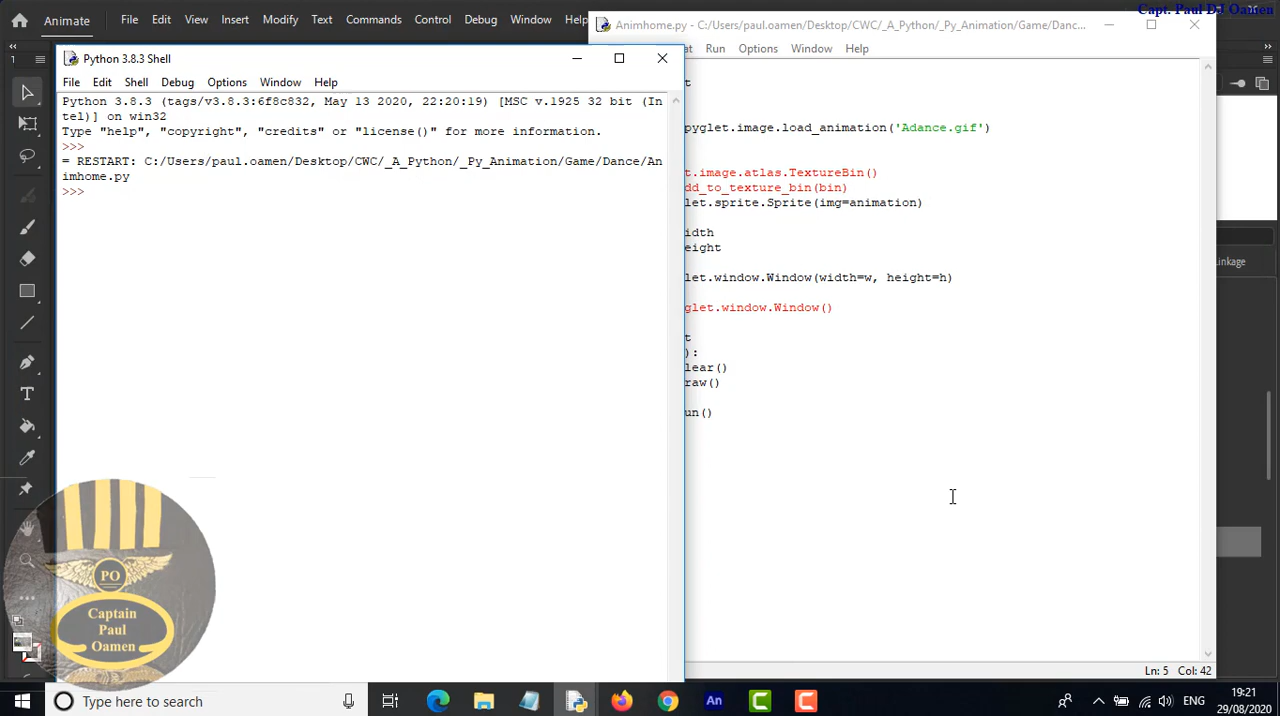 Capt. Paul DJ Oamen
Animate File Edit View Insert Modify Text Commands Control Debug Window Help
Animhome.py - C:/Users/paul.oamen/Desktop/CWC/_A_Python/_Py_Animation/Game/Danc...
at Run Options Window Help
Python 3.8.3 Shell
File Edit Shell Debug Options Window Help
Python 3.8.3 (tags/v3.8.3:6f8c832, May 13 2020, 22:20:19) [MSC v.1925 32 bit (In
tel)] on win32
Type "help", "copyright", "credits" or "license()" for more information.
>>>
= RESTART: C:/Users/paul.oamen/Desktop/CWC/_A_Python/_Py_Animation/Game/Dance/An
imhome.py
>>>
t
pyglet.image.load_animation('Adance.gif')
t.image.atlas.TextureBin()
dd_to_texture_bin(bin)
let.sprite.Sprite(img=animation)
idth
eight
let.window.Window(width=w, height=h)
glet.window.Window()
t
):
lear()
raw()
un()
Ln: 5 Col: 42
1
Linkage
PO
Captain
Paul
Oamen
Type here to search
An
ENG
19:21
29/08/2020